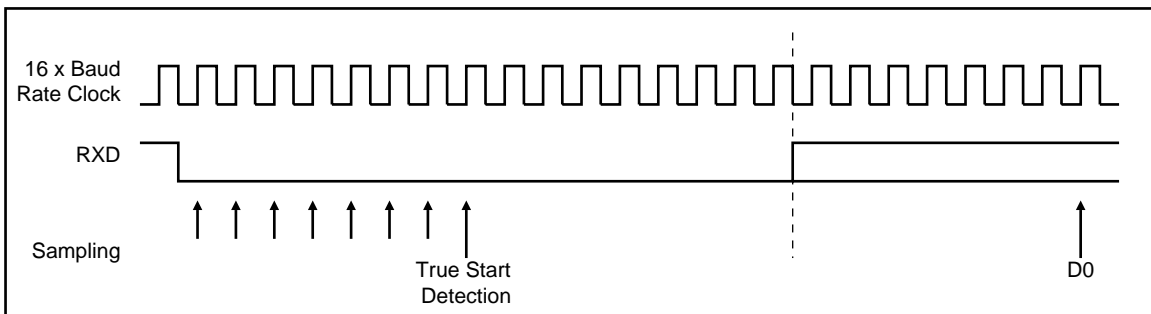 16 x Baud
Rate Clock
RXD
Sampling
True Start
Detection
D0